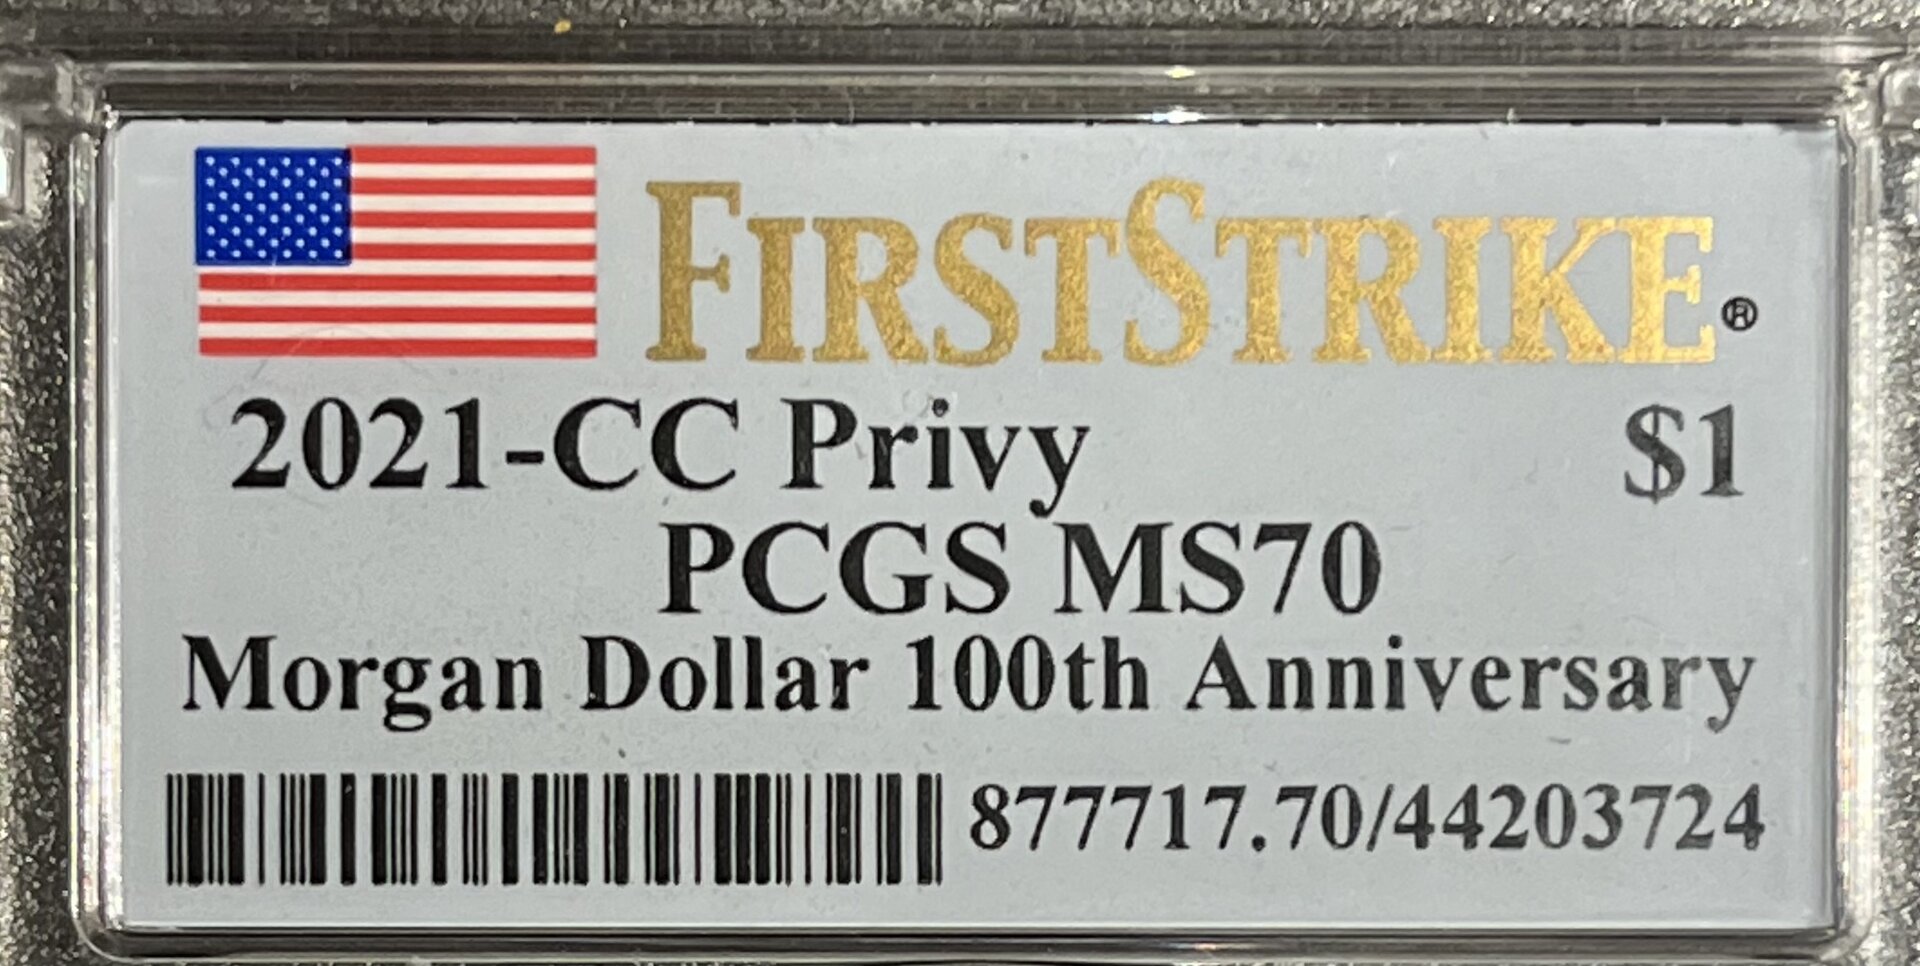 FIRSTSTRIKE®
2021-CC Privy $1
PCGS MS70
Morgan Dollar 100th Anniversary
877717.70/44203724